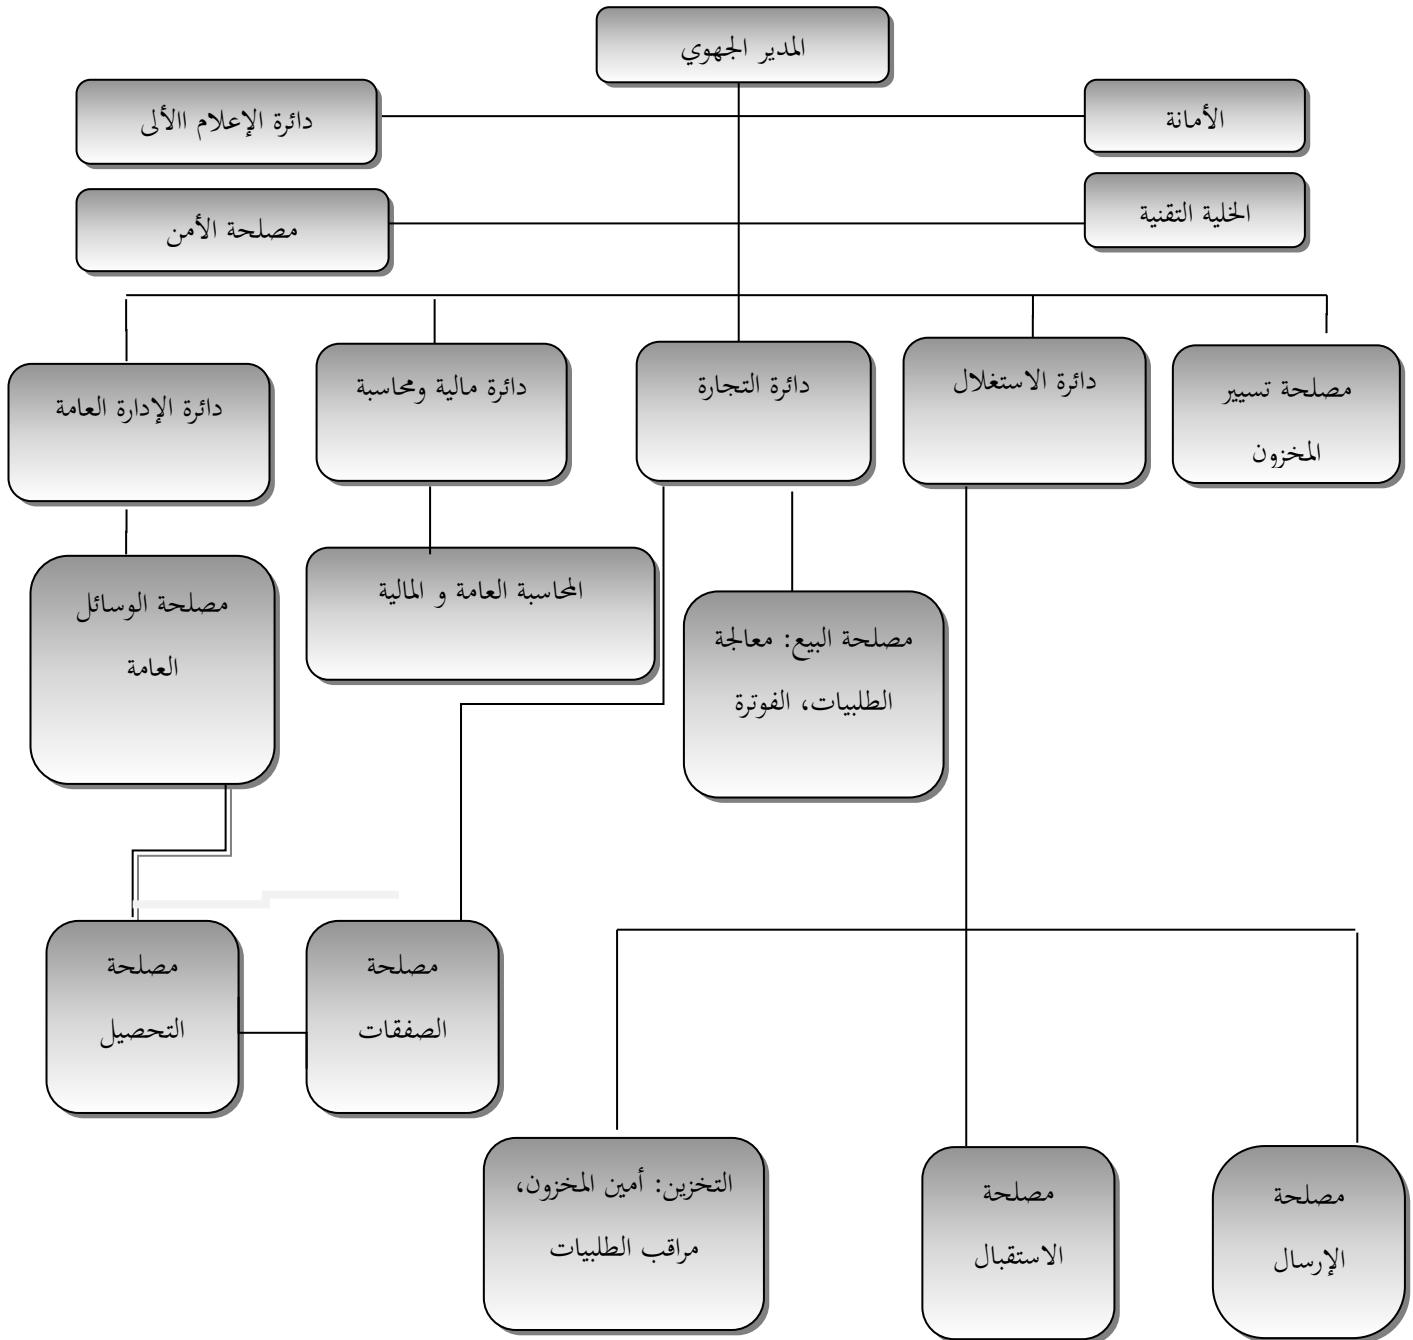 المدير الجهوي
الأمانة
دائرة الإعلام االألى
الخلية التقنية
مصلحة الأمن
مصلحة تسيير
المخزون
دائرة الاستغلال
دائرة التجارة
دائرة مالية ومحاسبة
دائرة الإدارة العامة
مصلحة البيع: معالجة
الطلبيات، الفوترة
المحاسبة العامة و المالية
مصلحة الوسائل
العامة
مصلحة
الصفقات
مصلحة
التحصيل
مصلحة
الإرسال
مصلحة
الاستقبال
التخزين: أمين المخزون،
مراقب الطلبيات